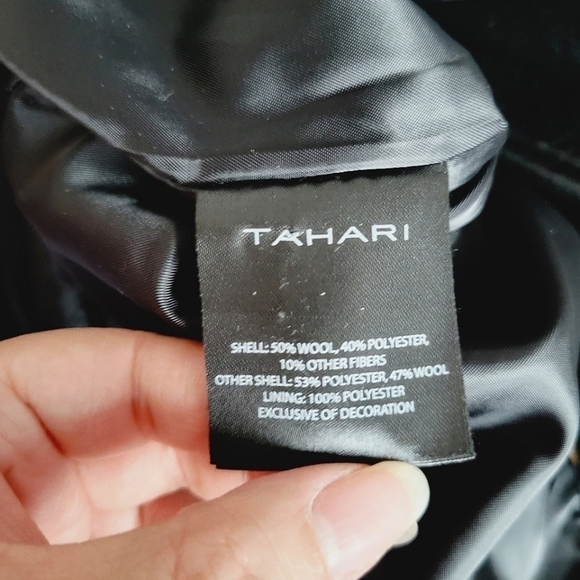 TAHARI
SHELL: 50% WOOL, 40% POLYESTER,
10% OTHER FIBERS
OTHER SHELL: 53% POLYESTER, 47% WOOL
LINING: 100% POLYESTER
EXCLUSIVE OF DECORATION